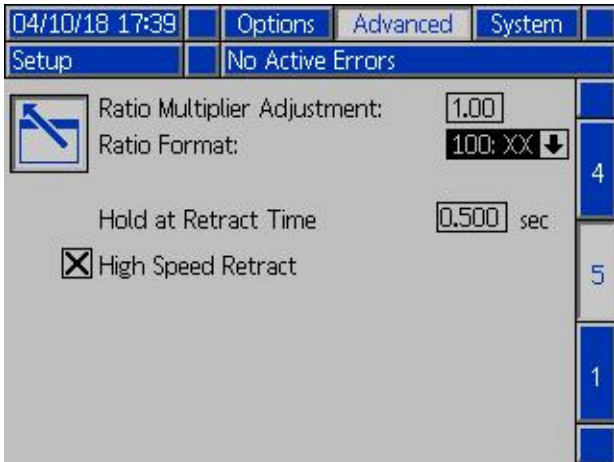 04/10/18 17:39 Options Advanced System
Setup No Active Errors
Ratio Multiplier Adjustment: 1.00
Ratio Format: 100: XX
4
Hold at Retract Time 0.500 sec
High Speed Retract
5
1